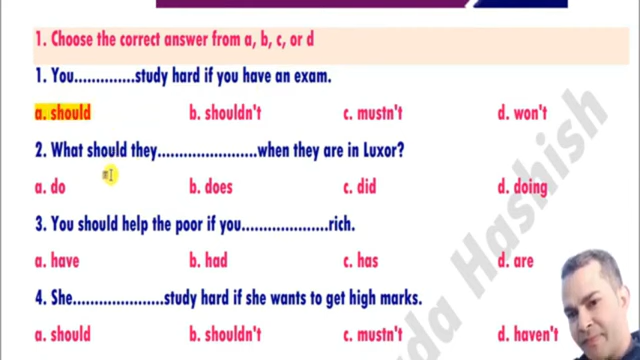 1. Choose the correct answer from a, b, c, or d
1. You..............study hard if you have an exam.
a. should b. shouldn't c. mustn't d. won't
2. What should they.......................when they are in Luxor?
a. do b. does c. did d. doing
3. You should help the poor if you....................rich.
a. have b. had c. has d. are
4. She.....................study hard if she wants to get high marks.
a. should b. shouldn't c. mustn't d. haven't
Hashish